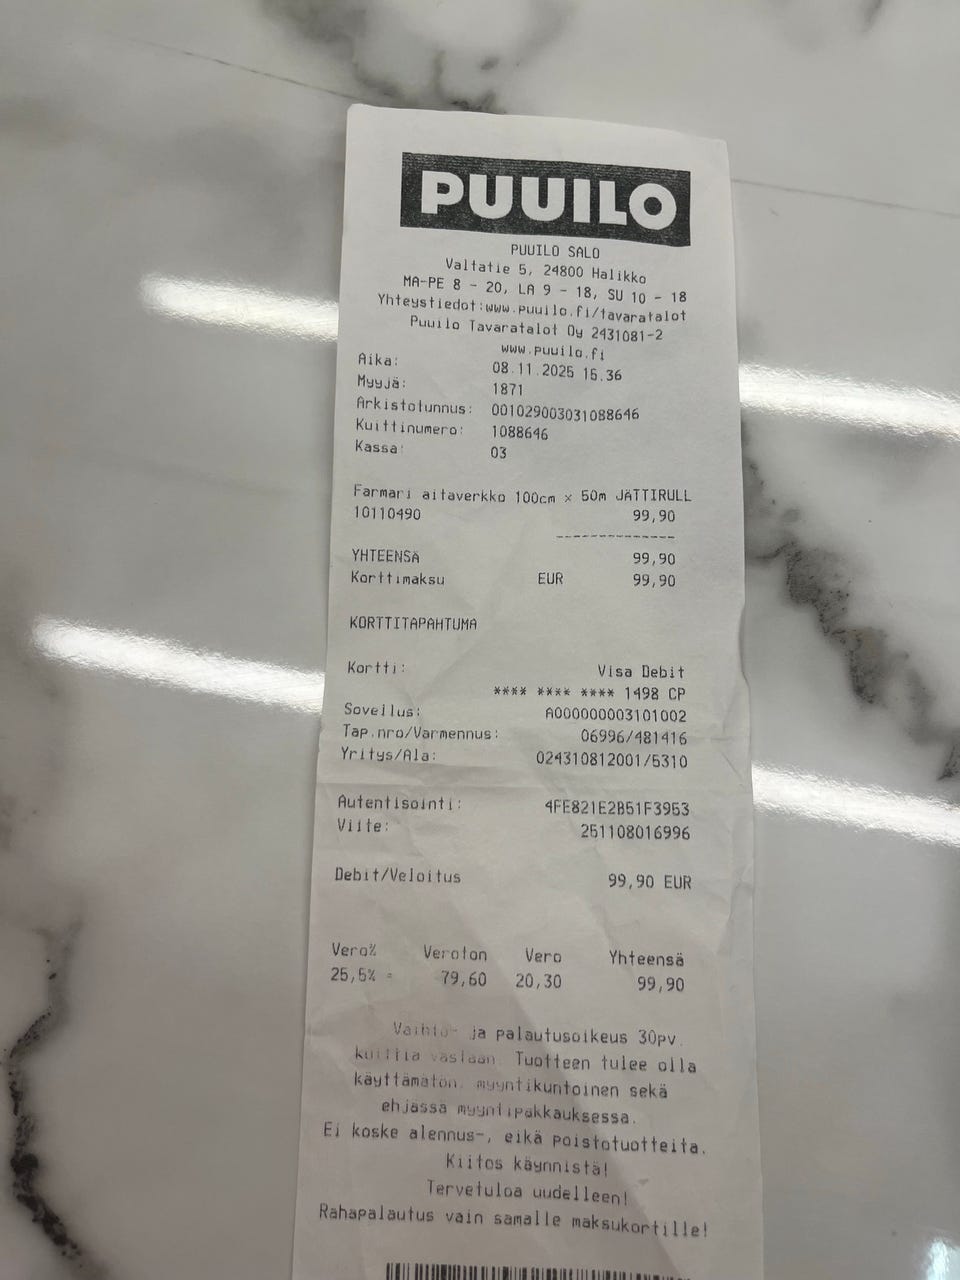 PUUILO
PUUILO SALO
Valtatie 5, 24800 Halikko
MA-PE 8 - 20, LA 9 - 18, SU 10 - 18
Yhteystiedot:www.puuilo.fi/tavaratalot
Puuilo Tavaratalot Oy 2431081-2
www.puuilo.fi
Aika: 08.11.2025 15.36
Myyjä: 1871
Arkistotunnus: 001029003031088646
Kuittinumero: 1088646
Kassa: 03
Farmari aitaverkko 100cm x 50m JÄTTIRULL
10110490 99,90
--------------
YHTEENSÄ 99,90
Korttimaksu EUR 99,90
KORTTITAPAHTUMA
Kortti: Visa Debit
**** **** **** 1498 CP
Sovellus: A000000003101002
Tap.nro/Varmennus: 06996/481416
Yritys/Ala: 024310812001/5310
Autentisointi: 4FE821E2B51F3953
Viite: 251108016996
Debit/Veloitus 99,90 EUR
Vero% Veroton Vero Yhteensä
25,5% = 79,60 20,30 99,90
Vaihto- ja palautusoikeus 30pv
kuittia vastaan. Tuotteen tulee olla
käyttämätön, myyntikuntoinen sekä
ehjässä myyntipakkauksessa.
Ei koske alennus-, eikä poistotuotteita.
Kiitos käynnistä!
Tervetuloa uudelleen!
Rahapalautus vain samalle maksukortille!